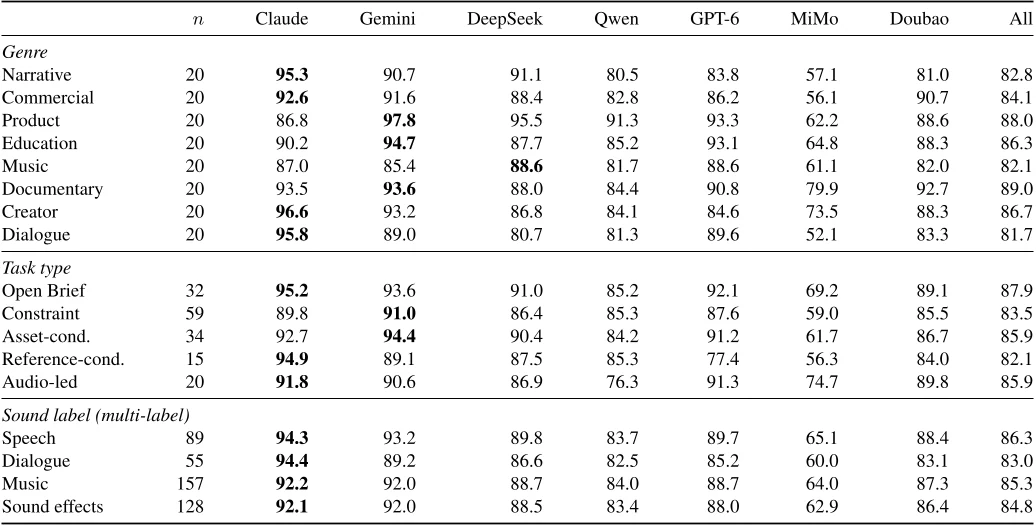 n Claude Gemini DeepSeek Qwen GPT-6 MiMo Doubao All
Genre
Narrative 20 95.3 90.7 91.1 80.5 83.8 57.1 81.0 82.8
Commercial 20 92.6 91.6 88.4 82.8 86.2 56.1 90.7 84.1
Product 20 86.8 97.8 95.5 91.3 93.3 62.2 88.6 88.0
Education 20 90.2 94.7 87.7 85.2 93.1 64.8 88.3 86.3
Music 20 87.0 85.4 88.6 81.7 88.6 61.1 82.0 82.1
Documentary 20 93.5 93.6 88.0 84.4 90.8 79.9 92.7 89.0
Creator 20 96.6 93.2 86.8 84.1 84.6 73.5 88.3 86.7
Dialogue 20 95.8 89.0 80.7 81.3 89.6 52.1 83.3 81.7
Task type
Open Brief 32 95.2 93.6 91.0 85.2 92.1 69.2 89.1 87.9
Constraint 59 89.8 91.0 86.4 85.3 87.6 59.0 85.5 83.5
Asset-cond. 34 92.7 94.4 90.4 84.2 91.2 61.7 86.7 85.9
Reference-cond. 15 94.9 89.1 87.5 85.3 77.4 56.3 84.0 82.1
Audio-led 20 91.8 90.6 86.9 76.3 91.3 74.7 89.8 85.9
Sound label (multi-label)
Speech 89 94.3 93.2 89.8 83.7 89.7 65.1 88.4 86.3
Dialogue 55 94.4 89.2 86.6 82.5 85.2 60.0 83.1 83.0
Music 157 92.2 92.0 88.7 84.0 88.7 64.0 87.3 85.3
Sound effects 128 92.1 92.0 88.5 83.4 88.0 62.9 86.4 84.8